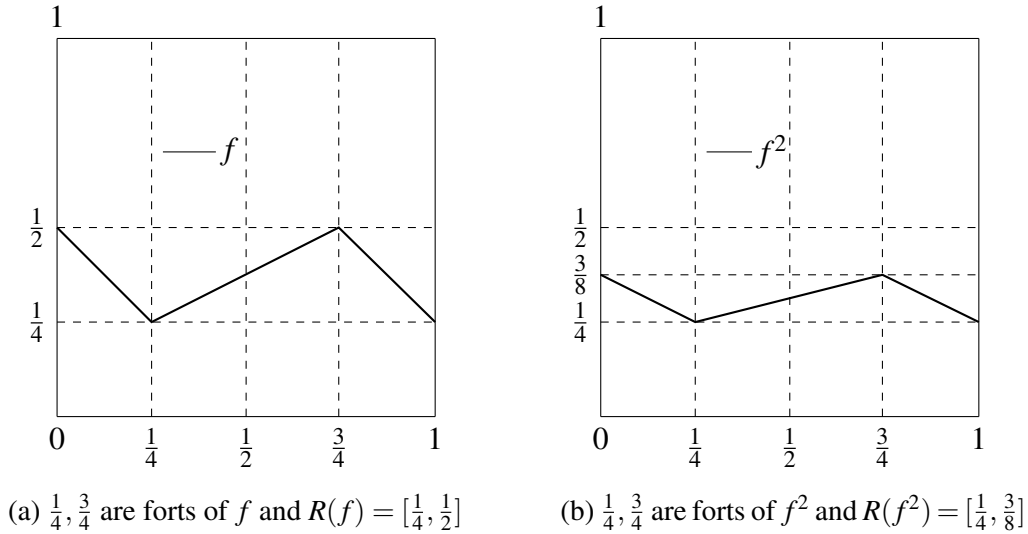 1
f
1/2
1/4
0 1/4 1/2 3/4 1
(a) 1/4, 3/4 are forts of f and R(f) = [1/4, 1/2]
1
f²
1/2
3/8
1/4
0 1/4 1/2 3/4 1
(b) 1/4, 3/4 are forts of f² and R(f²) = [1/4, 3/8]